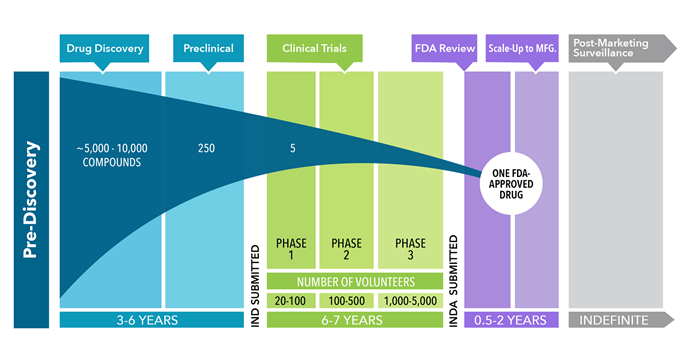 Drug Discovery
Preclinical
Clinical Trials
FDA Review
Scale-Up to MFG.
Post-Marketing
Surveillance
Pre-Discovery
~5,000 - 10,000
COMPOUNDS
250
5
ONE FDA-
APPROVED
DRUG
IND SUBMITTED
PHASE
1
PHASE
2
PHASE
3
INDA SUBMITTED
NUMBER OF VOLUNTEERS
20-100
100-500
1,000-5,000
3-6 YEARS
6-7 YEARS
0.5-2 YEARS
INDEFINITE